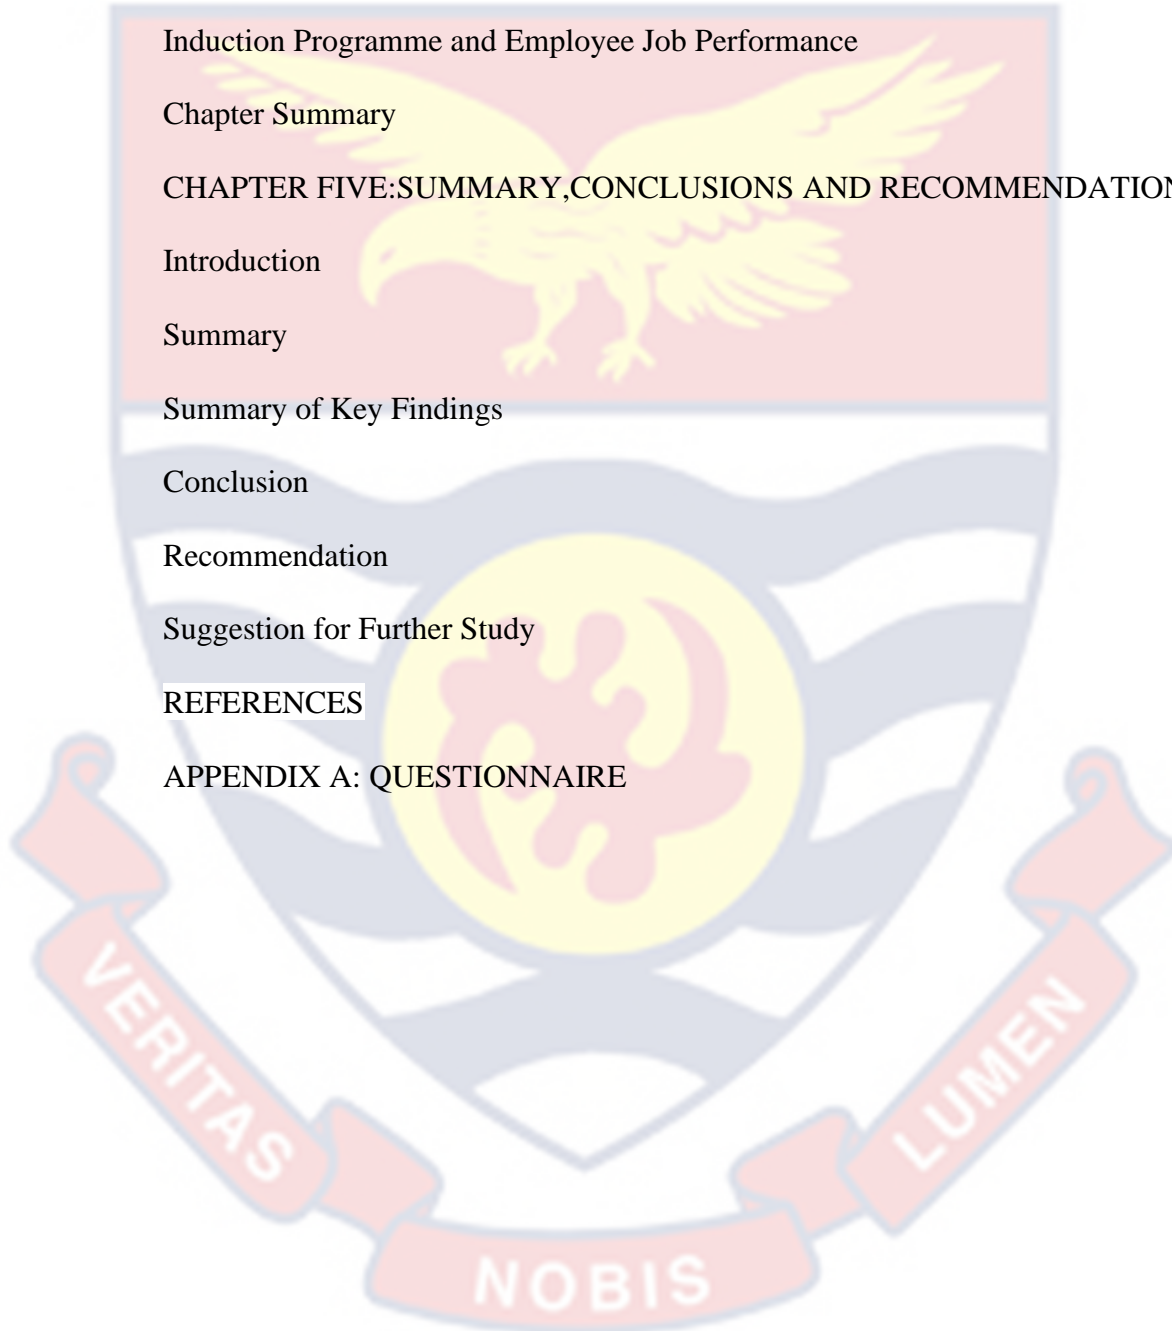 Induction Programme and Employee Job Performance
Chapter Summary
CHAPTER FIVE:SUMMARY,CONCLUSIONS AND RECOMMENDATION
Introduction
Summary
Summary of Key Findings
Conclusion
Recommendation
Suggestion for Further Study
REFERENCES
APPENDIX A: QUESTIONNAIRE
VERITAS
NOBIS
LUMEN